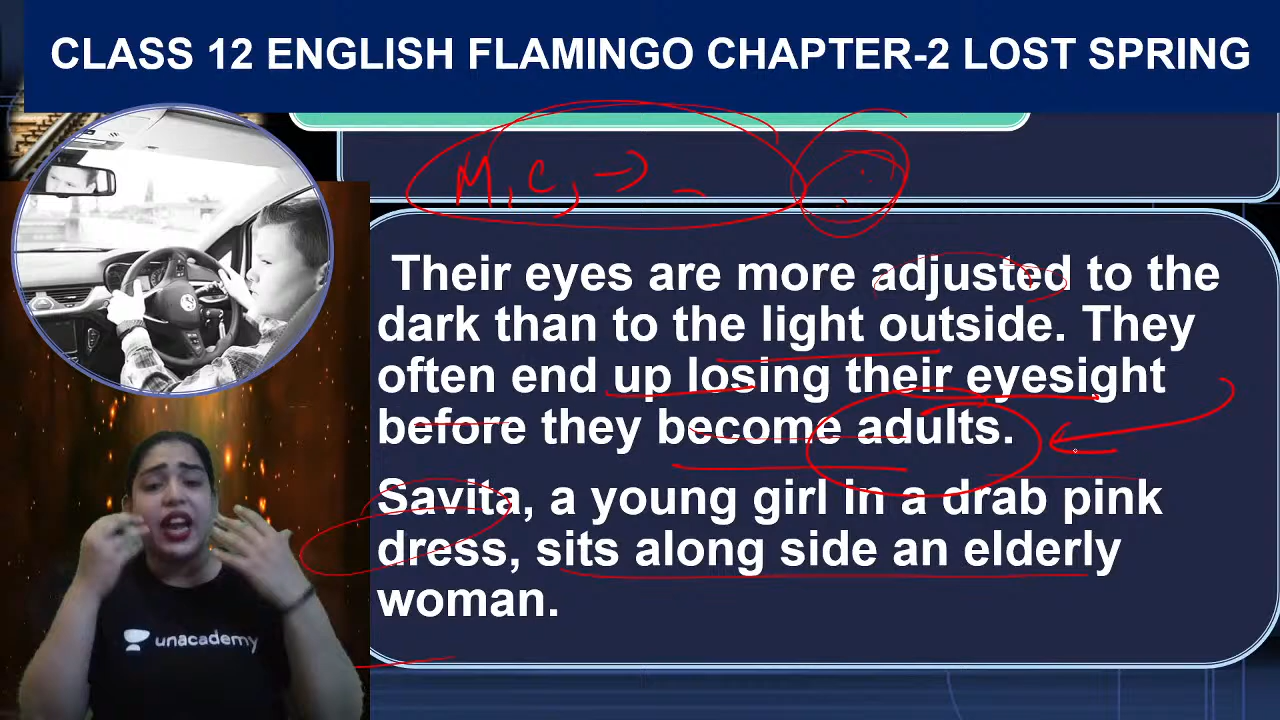 CLASS 12 ENGLISH FLAMINGO CHAPTER-2 LOST SPRING
M, C, →
Their eyes are more adjusted to the
dark than to the light outside. They
often end up losing their eyesight
before they become adults.
Savita, a young girl in a drab pink
dress, sits along side an elderly
woman.
unacademy